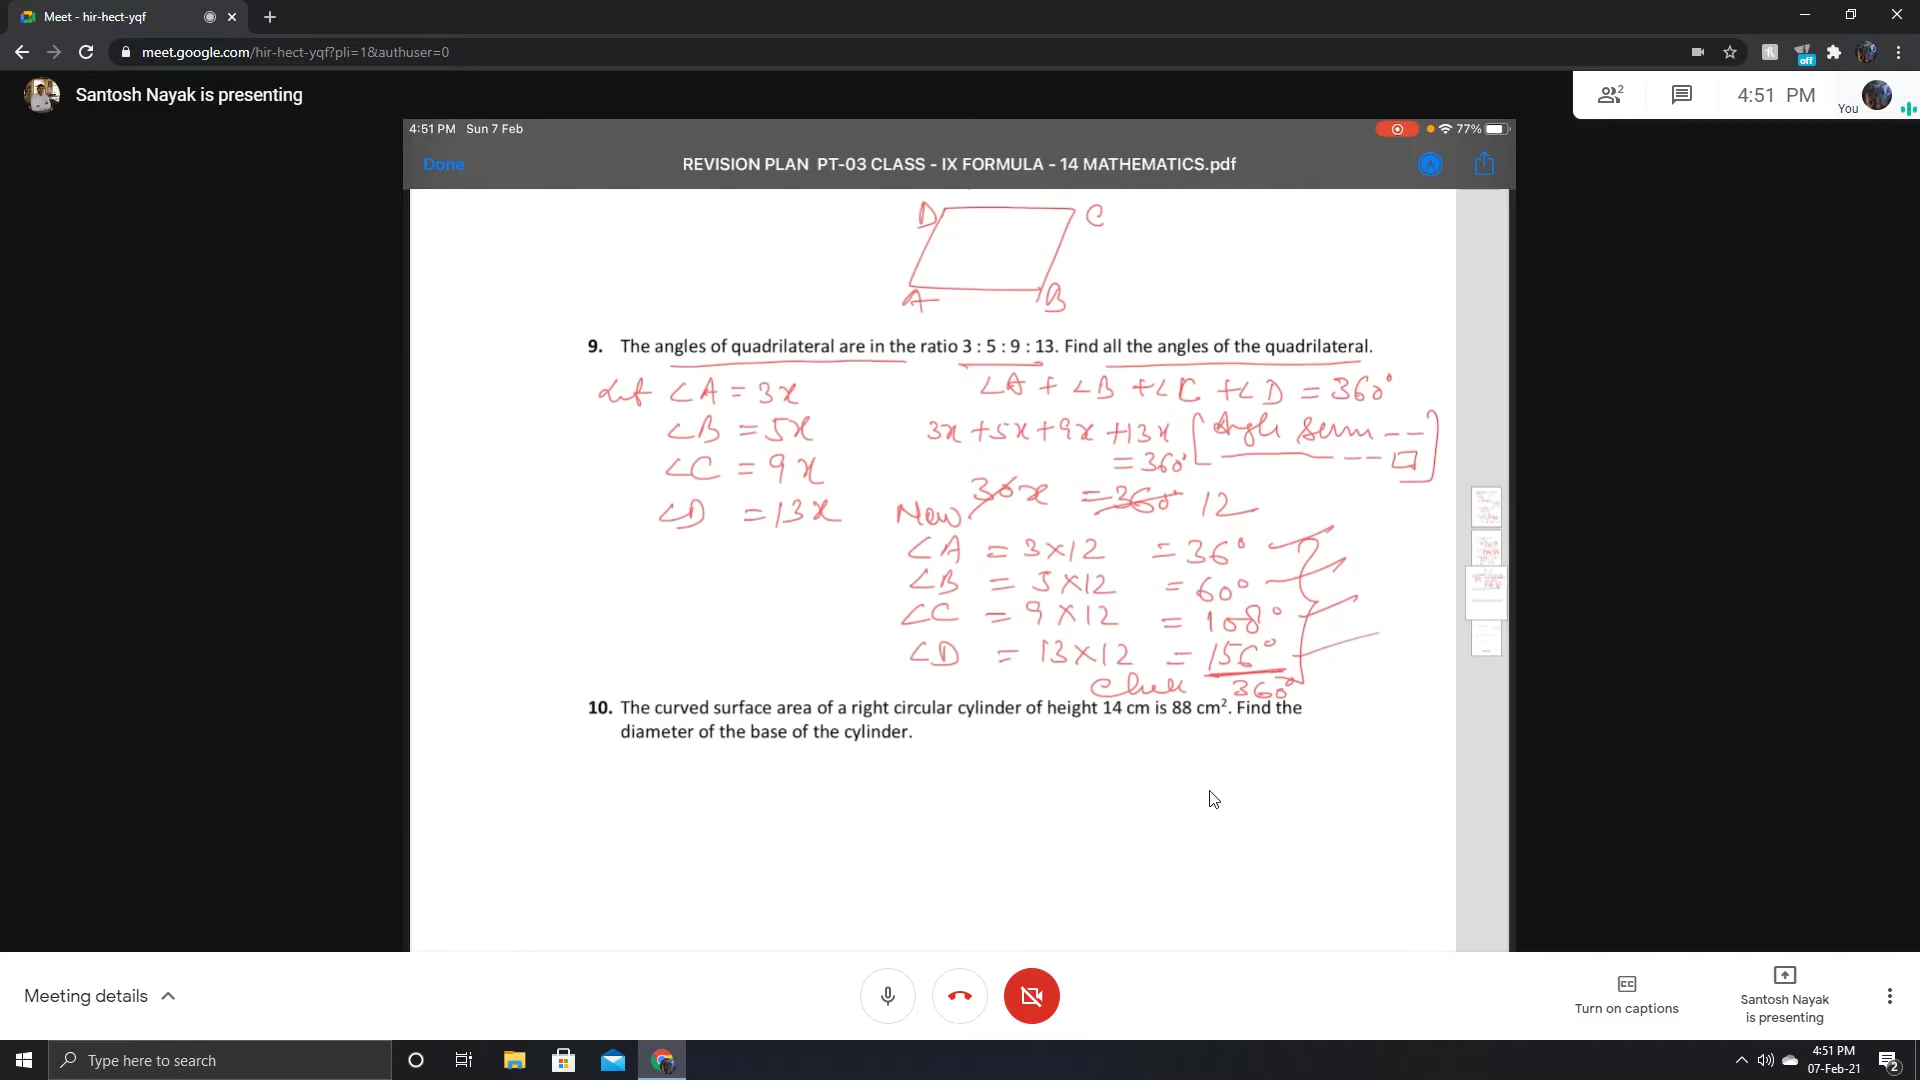 Meet - hir-hect-yqf
meet.google.com/hir-hect-yqf?pli=1&authuser=0
off
Santosh Nayak is presenting
2
4:51 PM
You
4:51 PM Sun 7 Feb
77%
Done
REVISION PLAN PT-03 CLASS - IX FORMULA - 14 MATHEMATICS.pdf
D C
A B
9. The angles of quadrilateral are in the ratio 3 : 5 : 9 : 13. Find all the angles of the quadrilateral.
Let ∠A = 3x
∠B = 5x
∠C = 9x
∠D = 13x
∠A + ∠B + ∠C + ∠D = 360°
3x + 5x + 9x + 13x [Angle sum --
= 360° -- □]
30x = 360° 12
Now
∠A = 3×12 = 36°
∠B = 5×12 = 60°
∠C = 9×12 = 108°
∠D = 13×12 = 156°
360°
10. The curved surface area of a right circular cylinder of height 14 cm is 88 cm². Find the
diameter of the base of the cylinder.
Meeting details
Turn on captions
Santosh Nayak
is presenting
Type here to search
4:51 PM
07-Feb-21
2